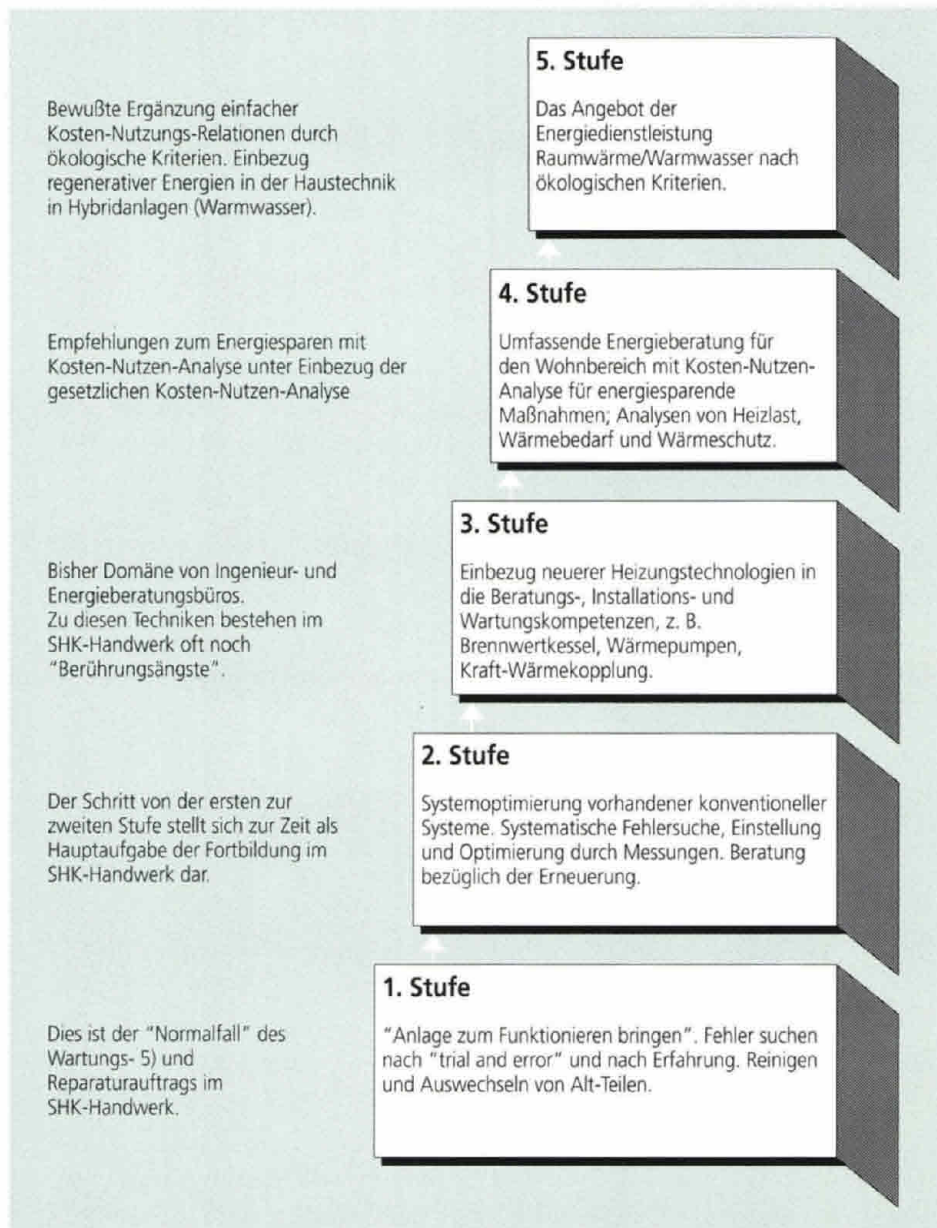 5. Stufe
Bewußte Ergänzung einfacher
Kosten-Nutzungs-Relationen durch
ökologische Kriterien. Einbezug
regenerativer Energien in der Haustechnik
in Hybridanlagen (Warmwasser).
Das Angebot der
Energiedienstleistung
Raumwärme/Warmwasser nach
ökologischen Kriterien.
4. Stufe
Empfehlungen zum Energiesparen mit
Kosten-Nutzen-Analyse unter Einbezug der
gesetzlichen Kosten-Nutzen-Analyse
Umfassende Energieberatung für
den Wohnbereich mit Kosten-Nutzen-
Analyse für energiesparende
Maßnahmen; Analysen von Heizlast,
Wärmebedarf und Wärmeschutz.
3. Stufe
Bisher Domäne von Ingenieur- und
Energieberatungsbüros.
Zu diesen Techniken bestehen im
SHK-Handwerk oft noch
"Berührungsängste".
Einbezug neuerer Heizungstechnologien in
die Beratungs-, Installations- und
Wartungskompetenzen, z. B.
Brennwertkessel, Wärmepumpen,
Kraft-Wärmekopplung.
2. Stufe
Der Schritt von der ersten zur
zweiten Stufe stellt sich zur Zeit als
Hauptaufgabe der Fortbildung im
SHK-Handwerk dar.
Systemoptimierung vorhandener konventioneller
Systeme. Systematische Fehlersuche, Einstellung
und Optimierung durch Messungen. Beratung
bezüglich der Erneuerung.
1. Stufe
Dies ist der "Normalfall" des
Wartungs- 5) und
Reparaturauftrags im
SHK-Handwerk.
"Anlage zum Funktionieren bringen". Fehler suchen
nach "trial and error" und nach Erfahrung. Reinigen
und Auswechseln von Alt-Teilen.